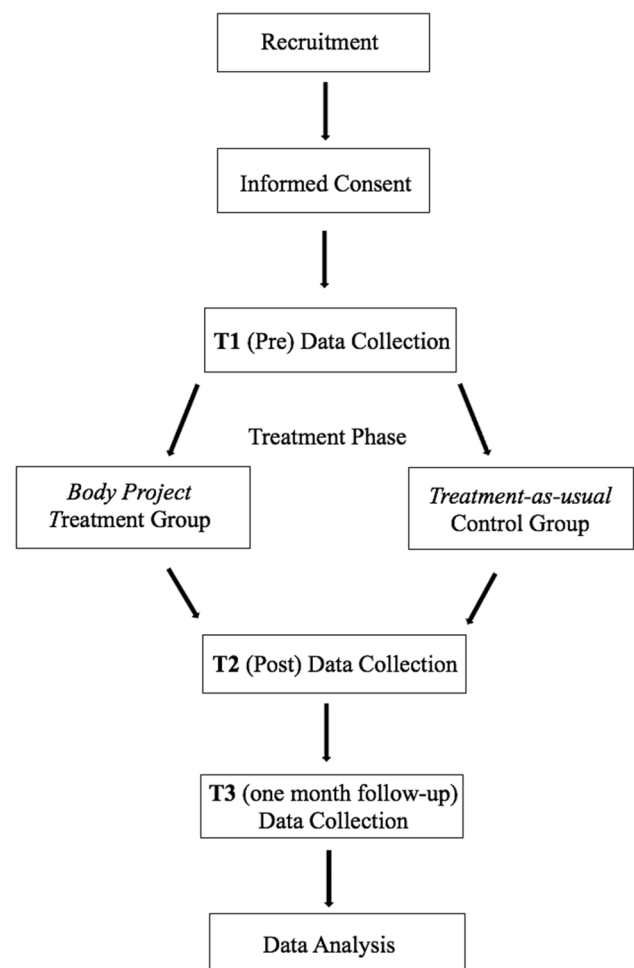 Recruitment
Informed Consent
T1 (Pre) Data Collection
Treatment Phase
Body Project
Treatment Group
Treatment-as-usual
Control Group
T2 (Post) Data Collection
T3 (one month follow-up)
Data Collection
Data Analysis